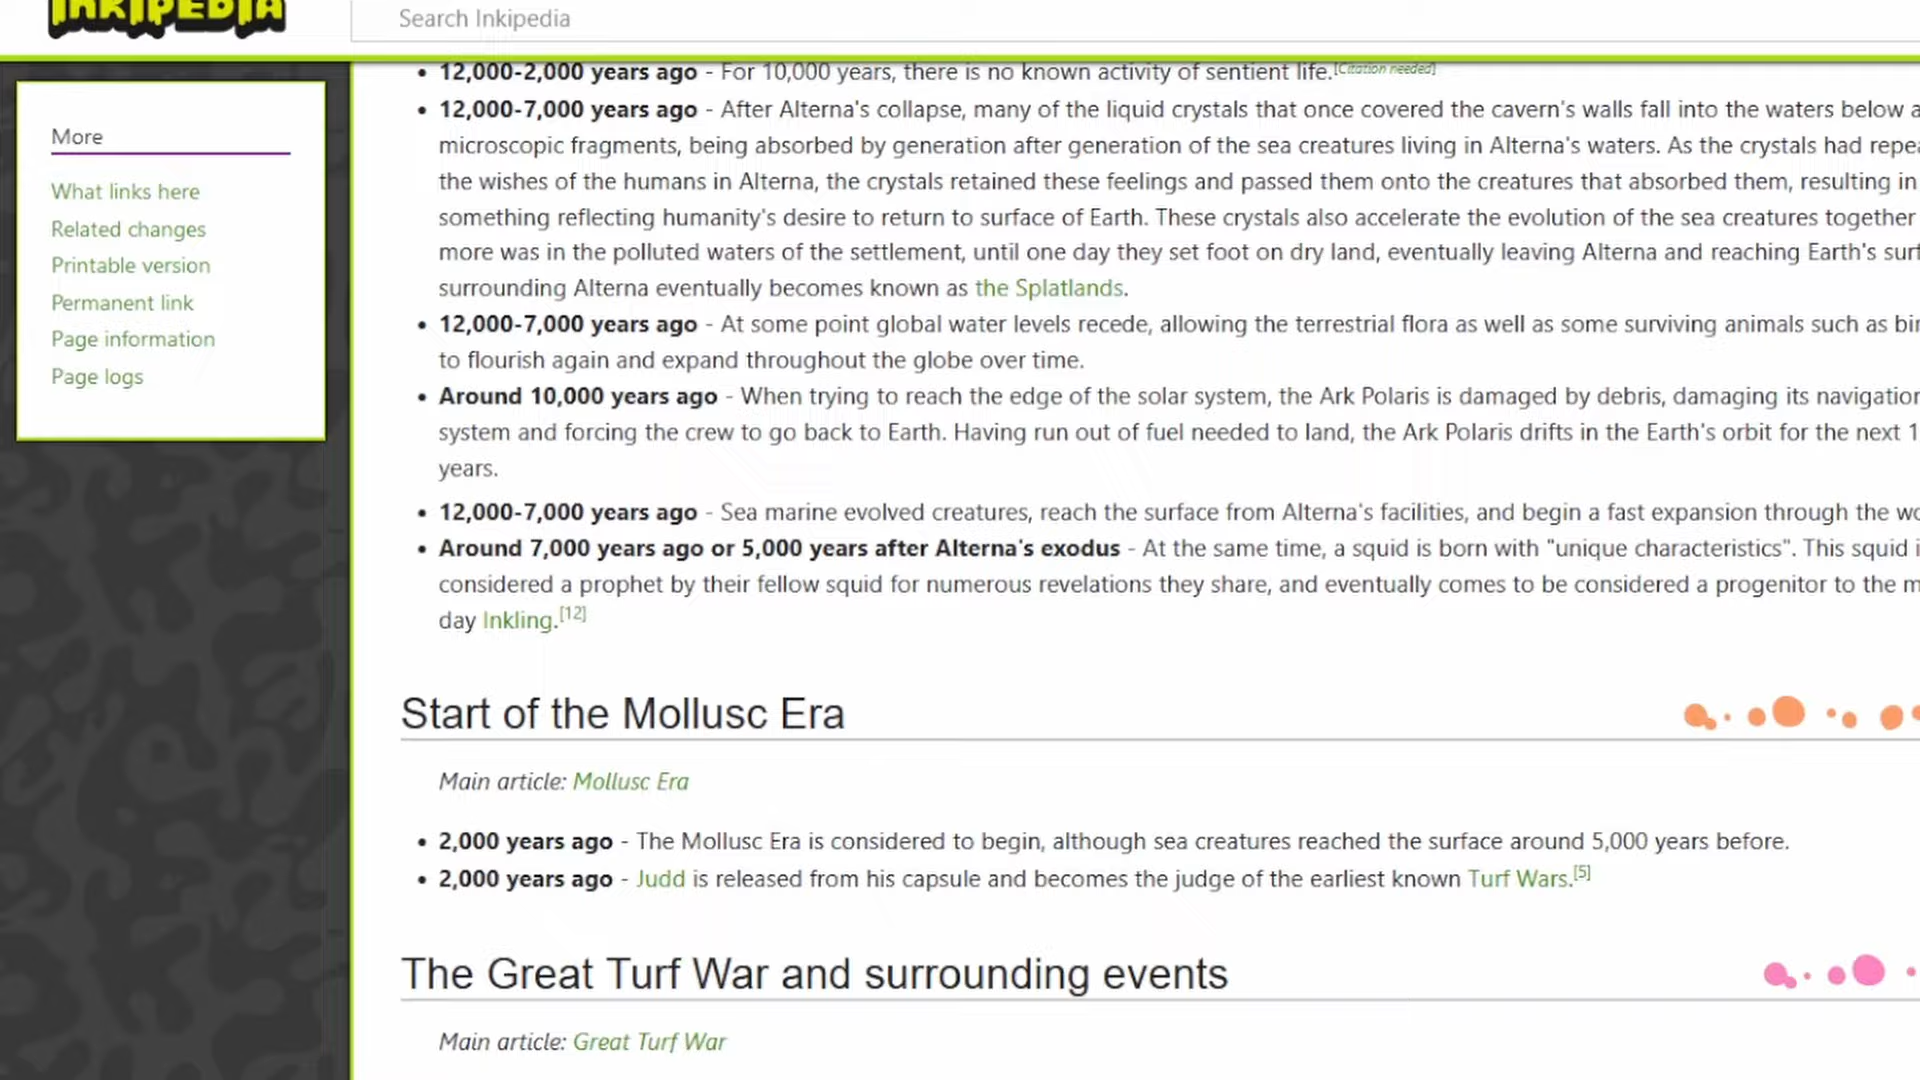 INKIPEDIA
Search Inkipedia
More
What links here
Related changes
Printable version
Permanent link
Page information
Page logs
• 12,000-2,000 years ago - For 10,000 years, there is no known activity of sentient life.[Citation needed]
• 12,000-7,000 years ago - After Alterna's collapse, many of the liquid crystals that once covered the cavern's walls fall into the waters below a
microscopic fragments, being absorbed by generation after generation of the sea creatures living in Alterna's waters. As the crystals had repea
the wishes of the humans in Alterna, the crystals retained these feelings and passed them onto the creatures that absorbed them, resulting in
something reflecting humanity's desire to return to surface of Earth. These crystals also accelerate the evolution of the sea creatures together
more was in the polluted waters of the settlement, until one day they set foot on dry land, eventually leaving Alterna and reaching Earth's surf
surrounding Alterna eventually becomes known as the Splatlands.
• 12,000-7,000 years ago - At some point global water levels recede, allowing the terrestrial flora as well as some surviving animals such as bir
to flourish again and expand throughout the globe over time.
• Around 10,000 years ago - When trying to reach the edge of the solar system, the Ark Polaris is damaged by debris, damaging its navigation
system and forcing the crew to go back to Earth. Having run out of fuel needed to land, the Ark Polaris drifts in the Earth's orbit for the next 1
years.
• 12,000-7,000 years ago - Sea marine evolved creatures, reach the surface from Alterna's facilities, and begin a fast expansion through the wo
• Around 7,000 years ago or 5,000 years after Alterna's exodus - At the same time, a squid is born with "unique characteristics". This squid i
considered a prophet by their fellow squid for numerous revelations they share, and eventually comes to be considered a progenitor to the m
day Inkling.[12]
Start of the Mollusc Era
Main article: Mollusc Era
• 2,000 years ago - The Mollusc Era is considered to begin, although sea creatures reached the surface around 5,000 years before.
• 2,000 years ago - Judd is released from his capsule and becomes the judge of the earliest known Turf Wars.[5]
The Great Turf War and surrounding events
Main article: Great Turf War